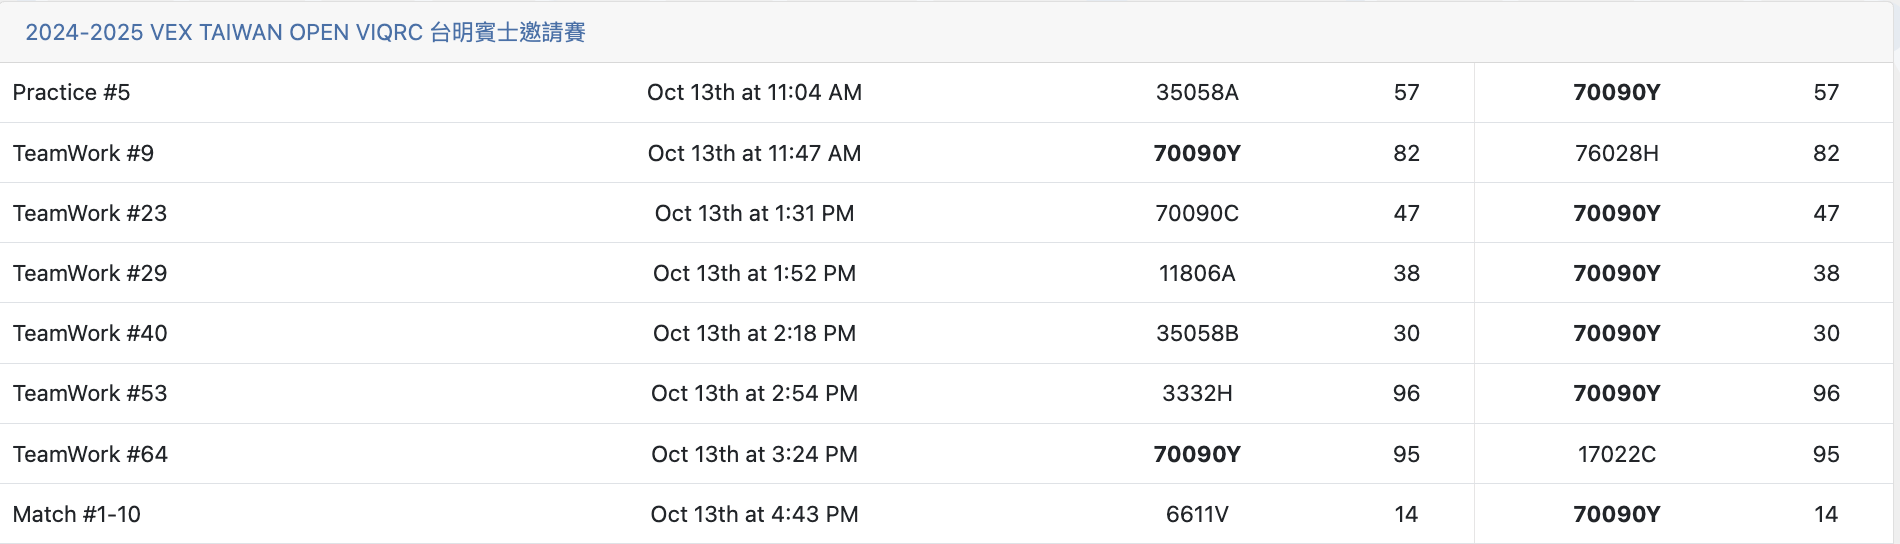 2024-2025 VEX TAIWAN OPEN VIQRC 台明賓士邀請賽
Practice #5 Oct 13th at 11:04 AM 35058A 57 70090Y 57
TeamWork #9 Oct 13th at 11:47 AM 70090Y 82 76028H 82
TeamWork #23 Oct 13th at 1:31 PM 70090C 47 70090Y 47
TeamWork #29 Oct 13th at 1:52 PM 11806A 38 70090Y 38
TeamWork #40 Oct 13th at 2:18 PM 35058B 30 70090Y 30
TeamWork #53 Oct 13th at 2:54 PM 3332H 96 70090Y 96
TeamWork #64 Oct 13th at 3:24 PM 70090Y 95 17022C 95
Match #1-10 Oct 13th at 4:43 PM 6611V 14 70090Y 14